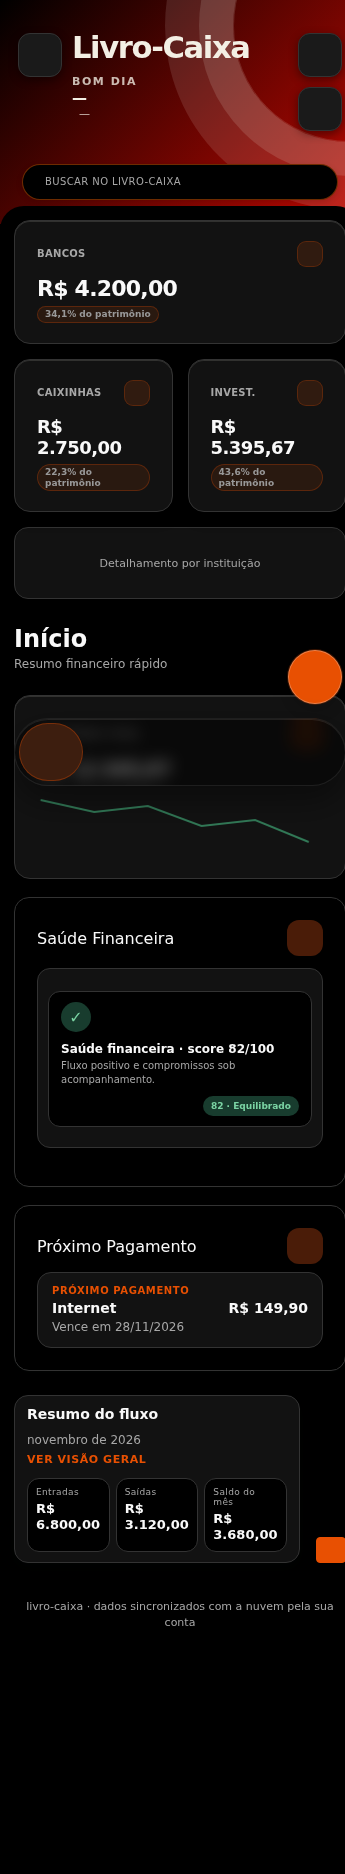 Livro-Caixa
BOM DIA
—
—
BUSCAR NO LIVRO-CAIXA
BANCOS
R$ 4.200,00
34,1% do patrimônio
CAIXINHAS
R$
2.750,00
22,3% do
patrimônio
INVEST.
R$
5.395,67
43,6% do
patrimônio
Detalhamento por instituição
Início
Resumo financeiro rápido
Saúde Financeira
✓
Saúde financeira · score 82/100
Fluxo positivo e compromissos sob
acompanhamento.
82 · Equilibrado
Próximo Pagamento
PRÓXIMO PAGAMENTO
Internet R$ 149,90
Vence em 28/11/2026
Resumo do fluxo
novembro de 2026
VER VISÃO GERAL
Entradas
R$
6.800,00
Saídas
R$
3.120,00
Saldo do
mês
R$
3.680,00
livro-caixa · dados sincronizados com a nuvem pela sua
conta